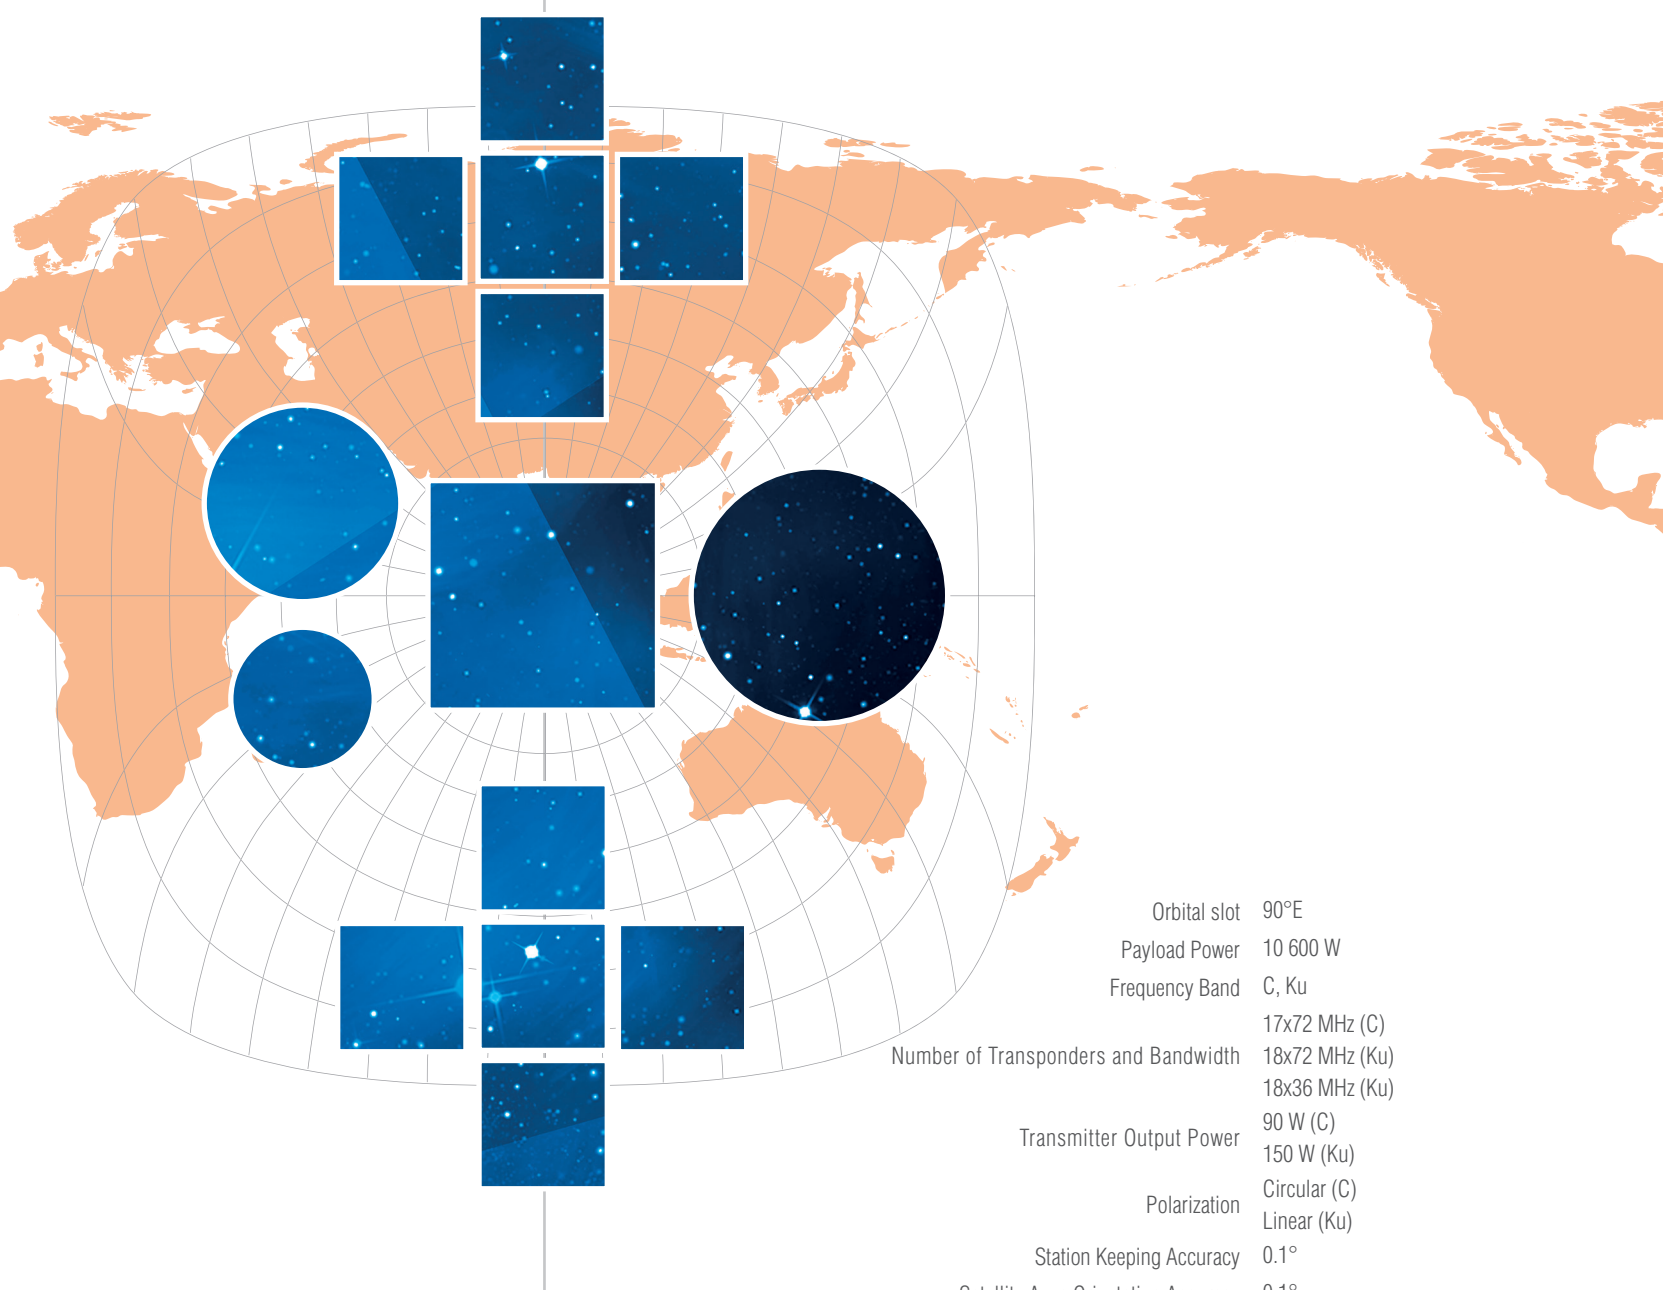 Orbital slot 90°E
Payload Power 10 600 W
Frequency Band C, Ku
17x72 MHz (C)
Number of Transponders and Bandwidth 18x72 MHz (Ku)
18x36 MHz (Ku)
90 W (C)
Transmitter Output Power
150 W (Ku)
Circular (C)
Polarization
Linear (Ku)
Station Keeping Accuracy 0.1°